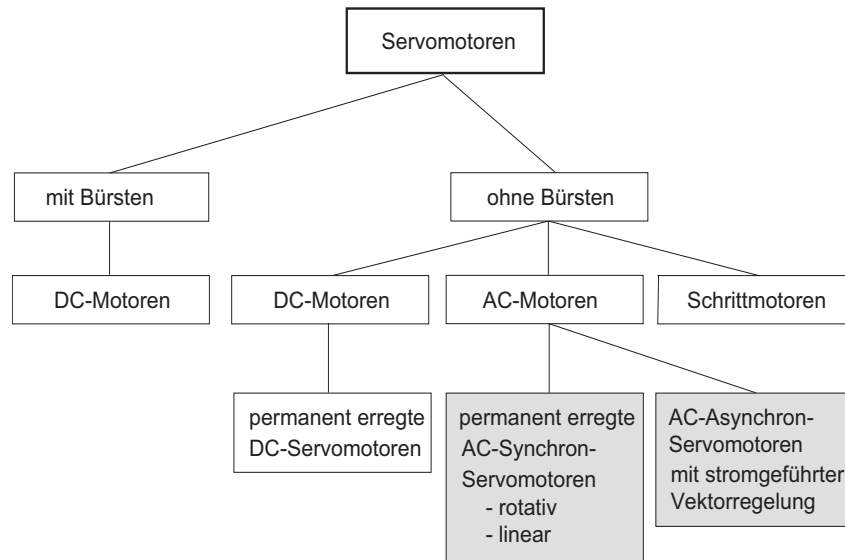 Servomotoren
mit Bürsten
ohne Bürsten
DC-Motoren
DC-Motoren
AC-Motoren
Schrittmotoren
permanent erregte
DC-Servomotoren
permanent erregte
AC-Synchron-
Servomotoren
- rotativ
- linear
AC-Asynchron-
Servomotoren
mit stromgeführter
Vektorregelung